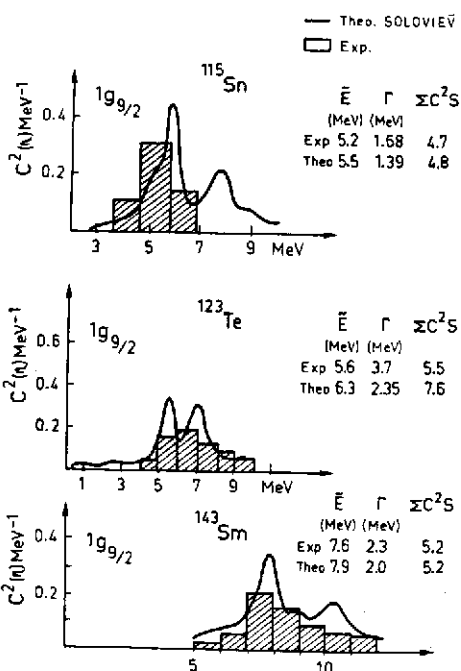 Theo. SOLOVIEV̄
Exp.
¹¹⁵Sn
1g9/2
C²(n)MeV-1
0.4
0.2
3 5 7 9 MeV
Ē Γ ΣC²S
(MeV) (MeV)
Exp 5.2 1.68 4.7
Theo 5.5 1.39 4.8
¹²³Te
1g9/2
C²(n)MeV-1
0.6
0.4
0.2
1 3 5 7 9 MeV
Ē Γ ΣC²S
(MeV) (MeV)
Exp 5.6 3.7 5.5
Theo 6.3 2.35 7.6
¹⁴³Sm
1g9/2
C²(n)MeV-1
0.4
0.2
5 10
Ē Γ ΣC²S
(MeV) (MeV)
Exp 7.6 2.3 5.2
Theo 7.9 2.0 5.2